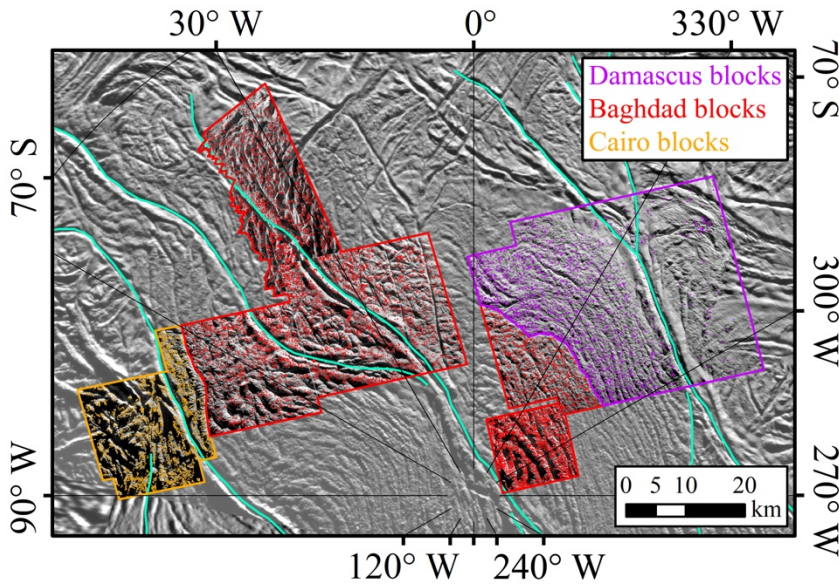 30° W 0° 330° W
70° S
Damascus blocks
Baghdad blocks
Cairo blocks
70° S
300° W
0 5 10 20
km
90° W
270° W
120° W 240° W